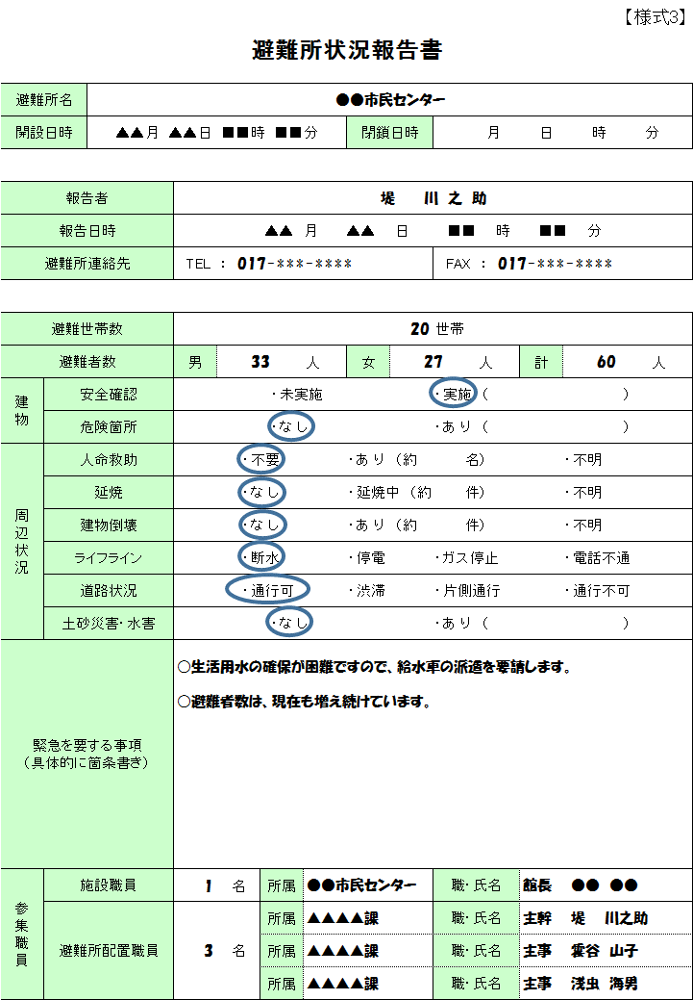 【様式3】
避難所状況報告書
避難所名 ●●市民センター
開設日時 ▲▲月 ▲▲日 ■■時 ■■分 閉鎖日時 月 日 時 分
報告者 堤 川 之 助
報告日時 ▲▲ 月 ▲▲ 日 ■■ 時 ■■ 分
避難所連絡先 TEL : 017-***-**** FAX : 017-***-****
避難世帯数 20 世帯
避難者数 男 33 人 女 27 人 計 60 人
建物
安全確認 ・未実施 ・実施( )
危険箇所 ・なし ・あり( )
周辺状況
人命救助 ・不要 ・あり(約 名) ・不明
延焼 ・なし ・延焼中(約 件) ・不明
建物倒壊 ・なし ・あり(約 件) ・不明
ライフライン ・断水 ・停電 ・ガス停止 ・電話不通
道路状況 ・通行可 ・渋滞 ・片側通行 ・通行不可
土砂災害・水害 ・なし ・あり( )
緊急を要する事項
(具体的に箇条書き)
○生活用水の確保が困難ですので、給水車の派遣を要請します。
○避難者数は、現在も増え続けています。
参集職員
施設職員 1 名 所属 ●●市民センター 職・氏名 館長 ●● ●●
避難所配置職員 3 名
所属 ▲▲▲▲課 職・氏名 主幹 堤 川之助
所属 ▲▲▲▲課 職・氏名 主事 雲谷 山子
所属 ▲▲▲▲課 職・氏名 主事 浅虫 海男